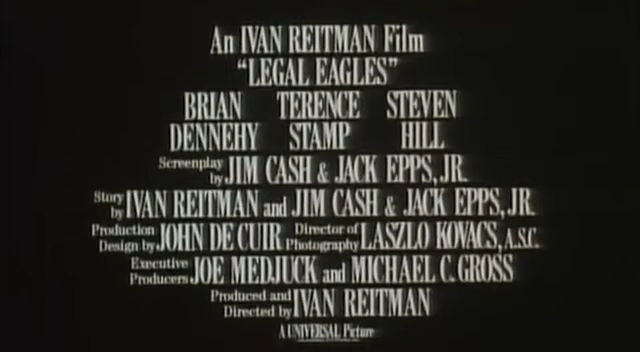 An IVAN REITMAN Film
"LEGAL EAGLES"
BRIAN TERENCE STEVEN
DENNEHY STAMP HILL
Screenplay by JIM CASH & JACK EPPS, JR.
Story by IVAN REITMAN and JIM CASH & JACK EPPS, JR.
Production Design by JOHN DE CUIR Director of Photography LASZLO KOVACS, A.S.C.
Executive Producers JOE MEDJUCK and MICHAEL C. GROSS
Produced and Directed by IVAN REITMAN
A UNIVERSAL Picture